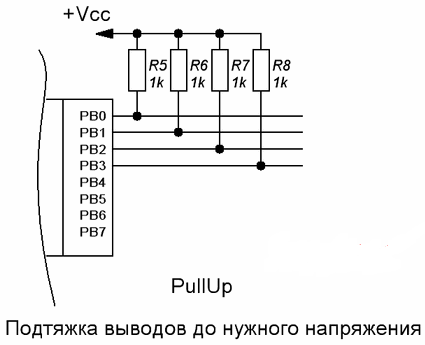 +Vcc
R5 R6 R7 R8
1k 1k 1k 1k
PB0
PB1
PB2
PB3
PB4
PB5
PB6
PB7
PullUp
Подтяжка выводов до нужного напряжения